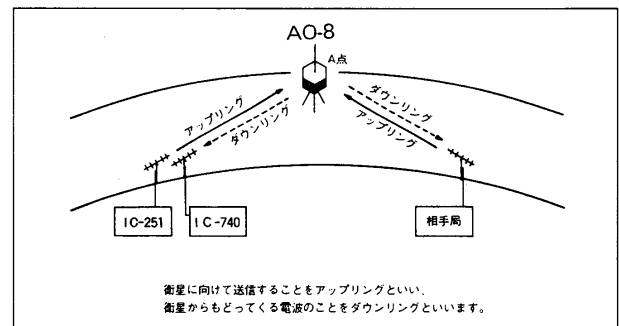 AO-8
A点
アップリング
ダウンリング
ダウンリング
アップリング
IC-251
IC-740
相手局
衛星に向けて送信することをアップリングといい、
衛星からもどってくる電波のことをダウンリングといいます。